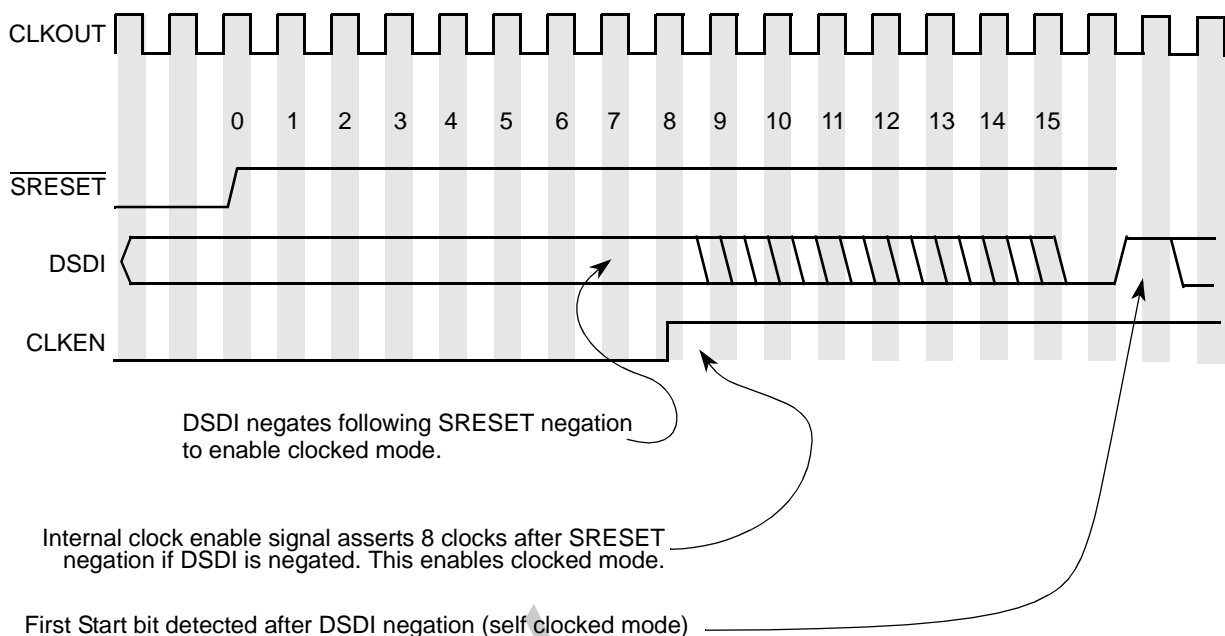 CLKOUT
0 1 2 3 4 5 6 7 8 9 10 11 12 13 14 15
SRESET
DSDI
CLKEN
DSDI negates following SRESET negation
to enable clocked mode.
Internal clock enable signal asserts 8 clocks after SRESET
negation if DSDI is negated. This enables clocked mode.
First Start bit detected after DSDI negation (self clocked mode)